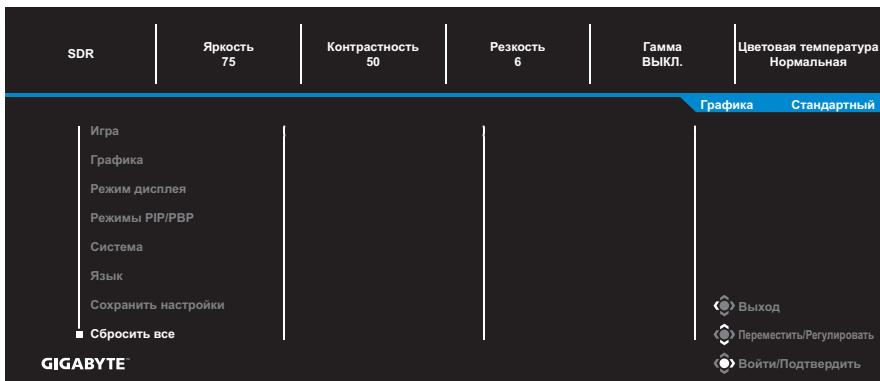 SDR
Яркость
75
Контрастность
50
Резкость
6
Гамма
ВЫКЛ.
Цветовая температура
Нормальная
Графика Стандартный
Игра
Графика
Режим дисплея
Режимы PIP/PBP
Система
Язык
Сохранить настройки
Сбросить все
Выход
Переместить/Регулировать
Войти/Подтвердить
GIGABYTE™